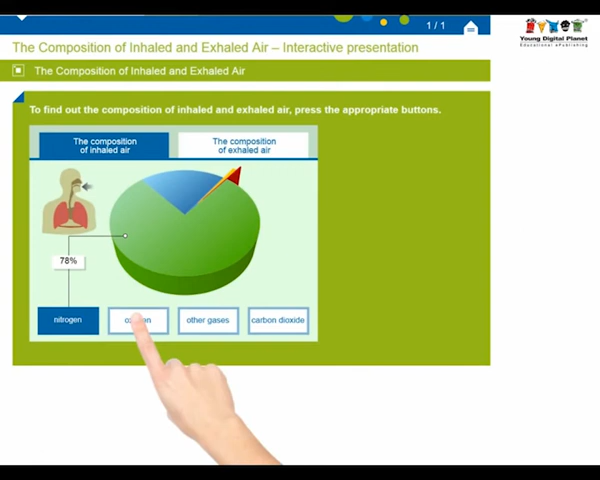 1 / 1
Young Digital Planet
Educational ePublishing
The Composition of Inhaled and Exhaled Air – Interactive presentation
The Composition of Inhaled and Exhaled Air
To find out the composition of inhaled and exhaled air, press the appropriate buttons.
The composition
of inhaled air
The composition
of exhaled air
78%
nitrogen
other gases
carbon dioxide